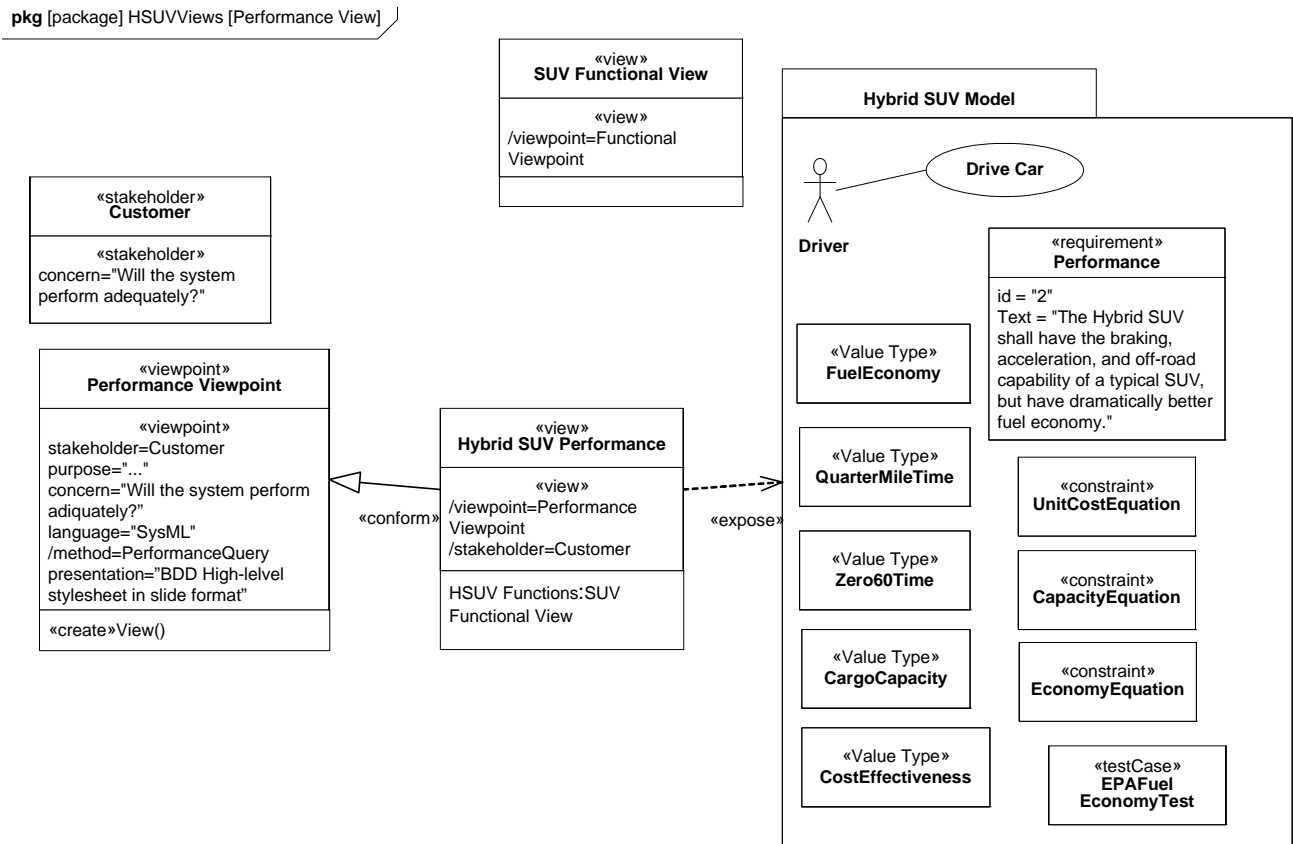 pkg [package] HSUVViews [Performance View]
«view»
SUV Functional View
«view»
/viewpoint=Functional
Viewpoint
«stakeholder»
Customer
«stakeholder»
concern="Will the system
perform adequately?"
«viewpoint»
Performance Viewpoint
«viewpoint»
stakeholder=Customer
purpose="..."
concern="Will the system perform
adiquately?”
language="SysML"
/method=PerformanceQuery
presentation=”BDD High-lelvel
stylesheet in slide format”
«create»View()
«conform»
«view»
Hybrid SUV Performance
«view»
/viewpoint=Performance
Viewpoint
/stakeholder=Customer
HSUV Functions:SUV
Functional View
«expose»
Hybrid SUV Model
Drive Car
Driver
«requirement»
Performance
id = "2"
Text = "The Hybrid SUV
shall have the braking,
acceleration, and off-road
capability of a typical SUV,
but have dramatically better
fuel economy."
«Value Type»
FuelEconomy
«Value Type»
QuarterMileTime
«Value Type»
Zero60Time
«Value Type»
CargoCapacity
«Value Type»
CostEffectiveness
«constraint»
UnitCostEquation
«constraint»
CapacityEquation
«constraint»
EconomyEquation
«testCase»
EPAFuel
EconomyTest